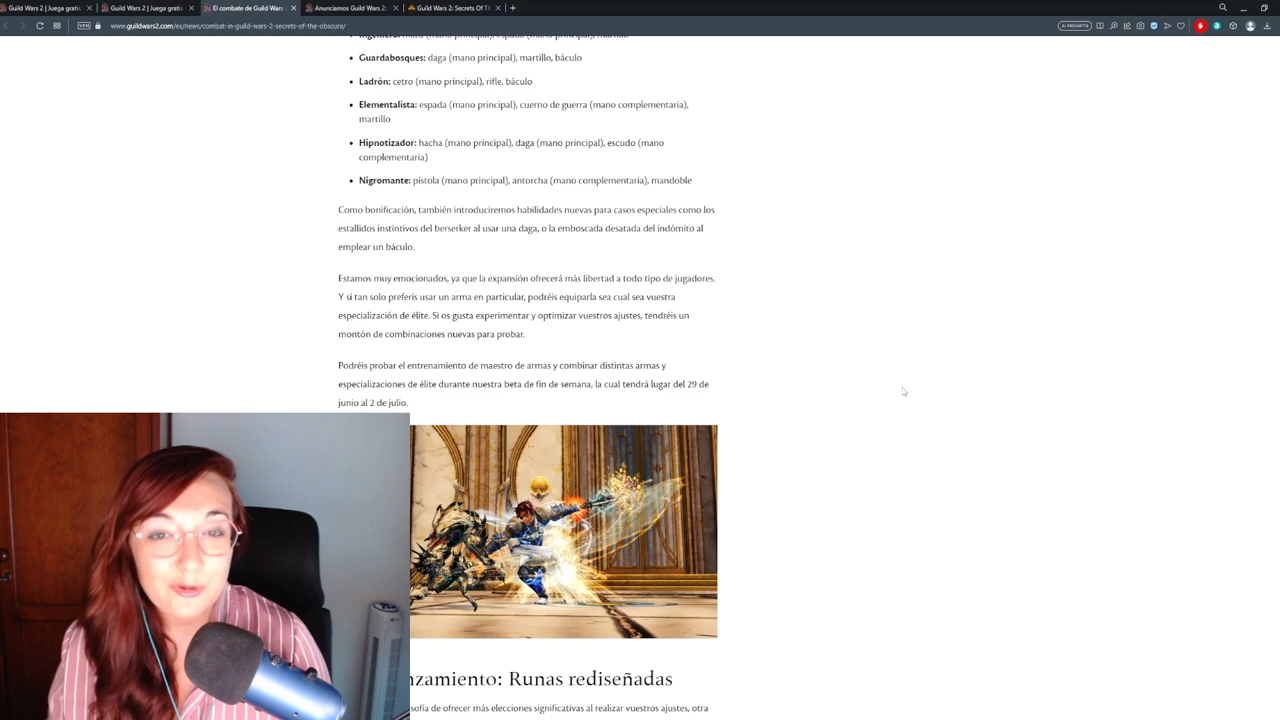 Guild Wars 2 | Juega gratis
Guild Wars 2 | Juega gratis
El combate de Guild Wars
Anunciamos Guild Wars 2:
Guild Wars 2: Secrets Of Th
VPN
www.guildwars2.com/es/news/combat-in-guild-wars-2-secrets-of-the-obscure/
AI PROMPTS
Guardabosques: daga (mano principal), martillo, báculo
Ladrón: cetro (mano principal), rifle, báculo
Elementalista: espada (mano principal), cuerno de guerra (mano complementaria),
martillo
Hipnotizador: hacha (mano principal), daga (mano principal), escudo (mano
complementaria)
Nigromante: pistola (mano principal), antorcha (mano complementaria), mandoble
Como bonificación, también introduciremos habilidades nuevas para casos especiales como los
estallidos instintivos del berserker al usar una daga, o la emboscada desatada del indómito al
emplear un báculo.
Estamos muy emocionados, ya que la expansión ofrecerá más libertad a todo tipo de jugadores.
Y si tan solo preferís usar un arma en particular, podréis equiparla sea cual sea vuestra
especialización de élite. Si os gusta experimentar y optimizar vuestros ajustes, tendréis un
montón de combinaciones nuevas para probar.
Podréis probar el entrenamiento de maestro de armas y combinar distintas armas y
especializaciones de élite durante nuestra beta de fin de semana, la cual tendrá lugar del 29 de
junio al 2 de julio.
nzamiento: Runas rediseñadas
sofía de ofrecer más elecciones significativas al realizar vuestros ajustes, otra